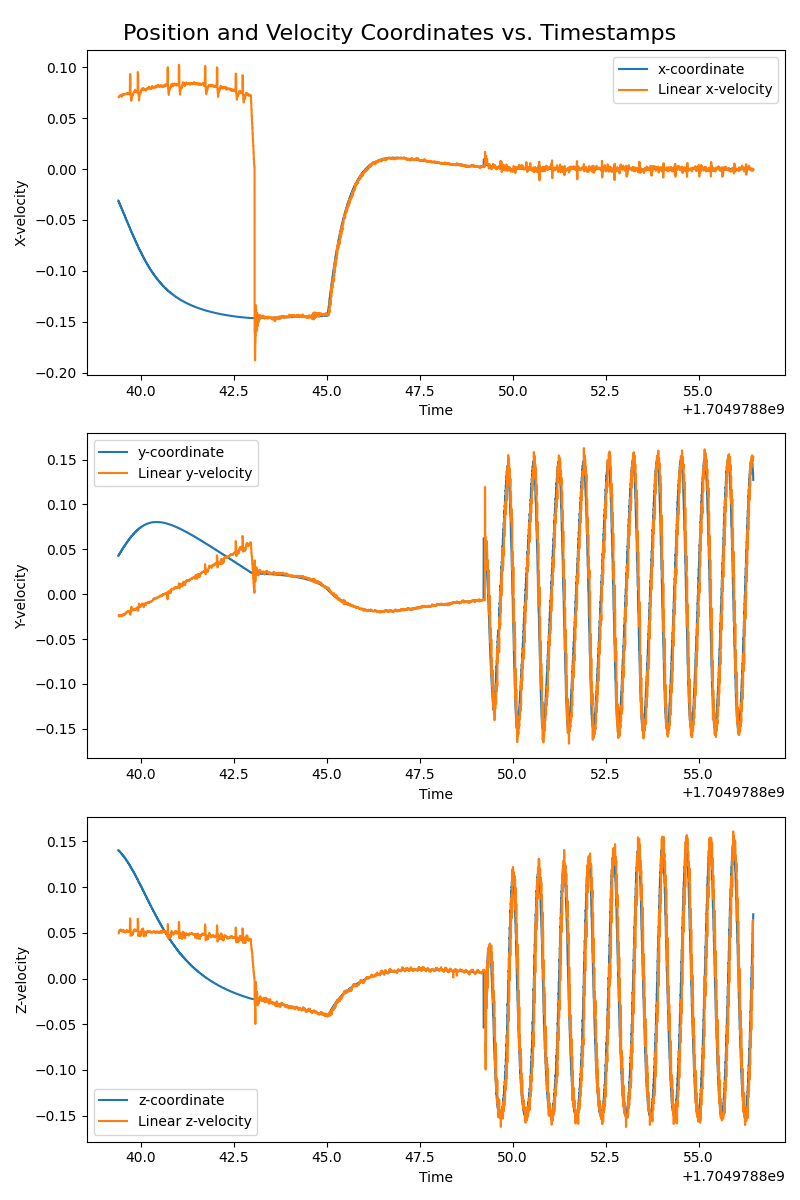 Position and Velocity Coordinates vs. Timestamps
x-coordinate
Linear x-velocity
X-velocity
0.10
0.05
0.00
−0.05
−0.10
−0.15
−0.20
40.0 42.5 45.0 47.5 50.0 52.5 55.0
Time
+1.7049788e9
y-coordinate
Linear y-velocity
Y-velocity
0.15
0.10
0.05
0.00
−0.05
−0.10
−0.15
40.0 42.5 45.0 47.5 50.0 52.5 55.0
Time
+1.7049788e9
Z-velocity
0.15
0.10
0.05
0.00
−0.05
−0.10
−0.15
z-coordinate
Linear z-velocity
40.0 42.5 45.0 47.5 50.0 52.5 55.0
Time
+1.7049788e9